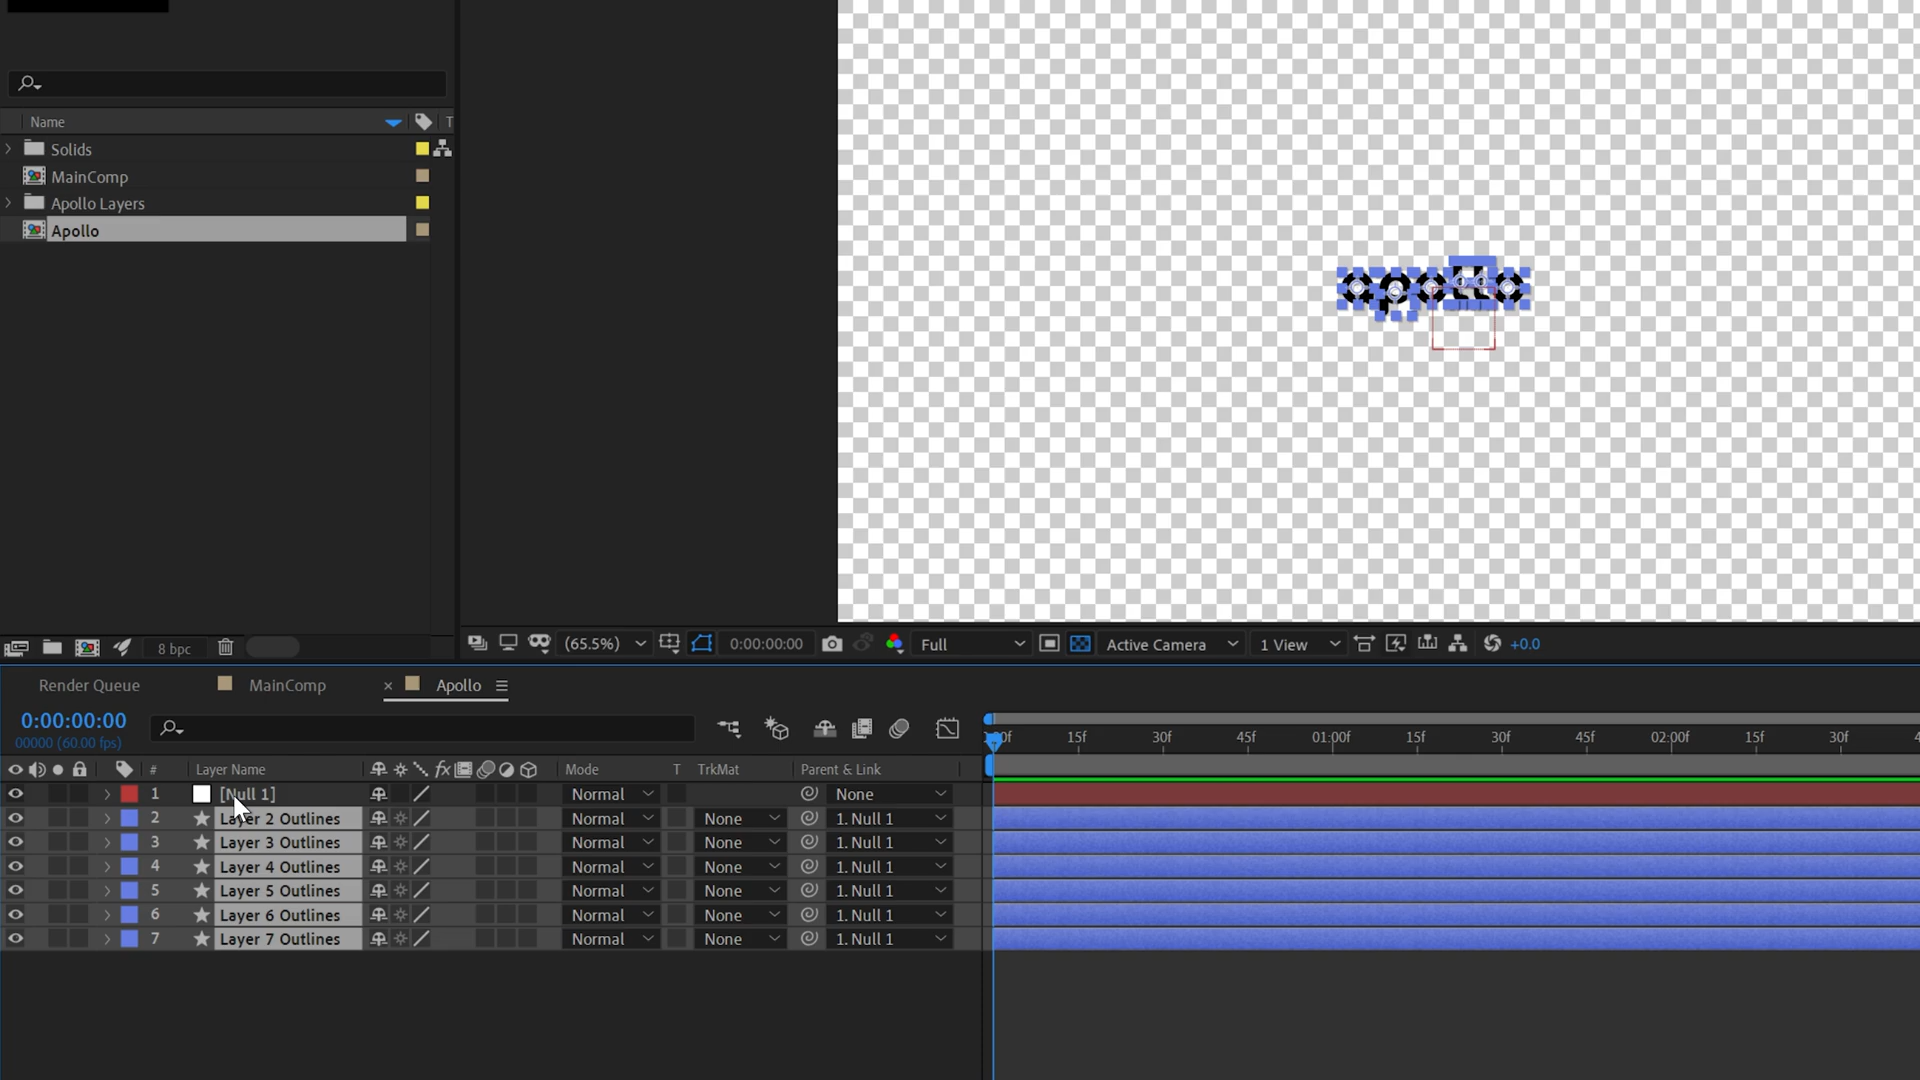 Name T
Solids
MainComp
Apollo Layers
Apollo
8 bpc
(65.5%) 0:00:00:00 Full Active Camera 1 View +0.0
Render Queue MainComp × Apollo
0:00:00:00
00000 (60.00 fps)
15f 30f 45f 01:00f 15f 30f 45f 02:00f 15f 30f
# Layer Name fx Mode T TrkMat Parent & Link
1 [Null 1] Normal None
2 Layer 2 Outlines Normal None 1. Null 1
3 Layer 3 Outlines Normal None 1. Null 1
4 Layer 4 Outlines Normal None 1. Null 1
5 Layer 5 Outlines Normal None 1. Null 1
6 Layer 6 Outlines Normal None 1. Null 1
7 Layer 7 Outlines Normal None 1. Null 1